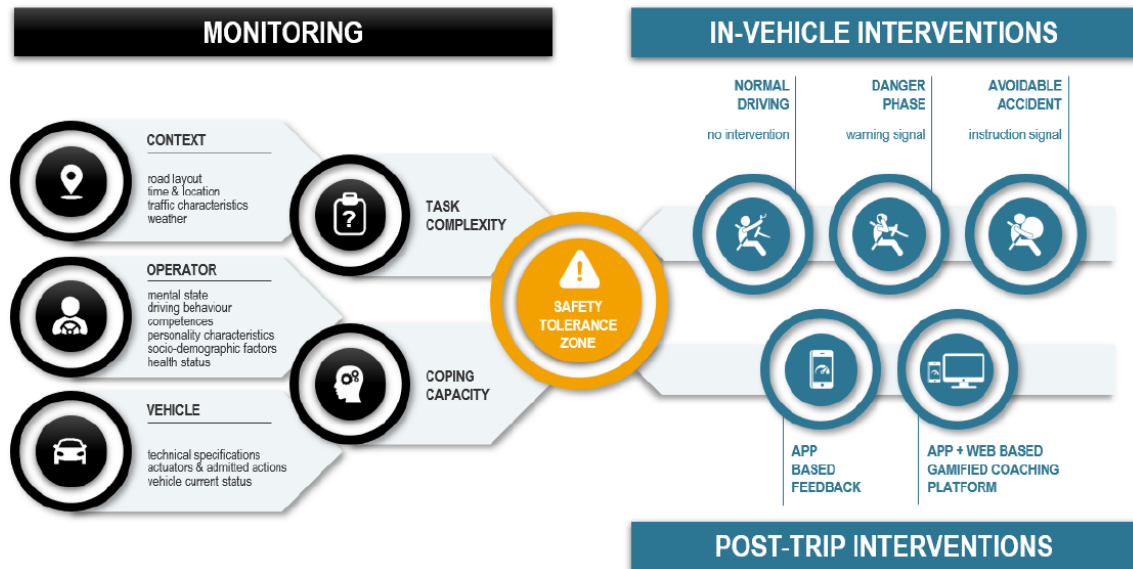 MONITORING
CONTEXT
road layout
time & location
traffic characteristics
weather
OPERATOR
mental state
driving behaviour
competences
personality characteristics
socio-demographic factors
health status
VEHICLE
technical specifications
actuators & admitted actions
vehicle current status
?
TASK
COMPLEXITY
COPING
CAPACITY
!
SAFETY
TOLERANCE
ZONE
IN-VEHICLE INTERVENTIONS
NORMAL
DRIVING
no intervention
DANGER
PHASE
warning signal
AVOIDABLE
ACCIDENT
instruction signal
APP
BASED
FEEDBACK
APP + WEB BASED
GAMIFIED COACHING
PLATFORM
POST-TRIP INTERVENTIONS